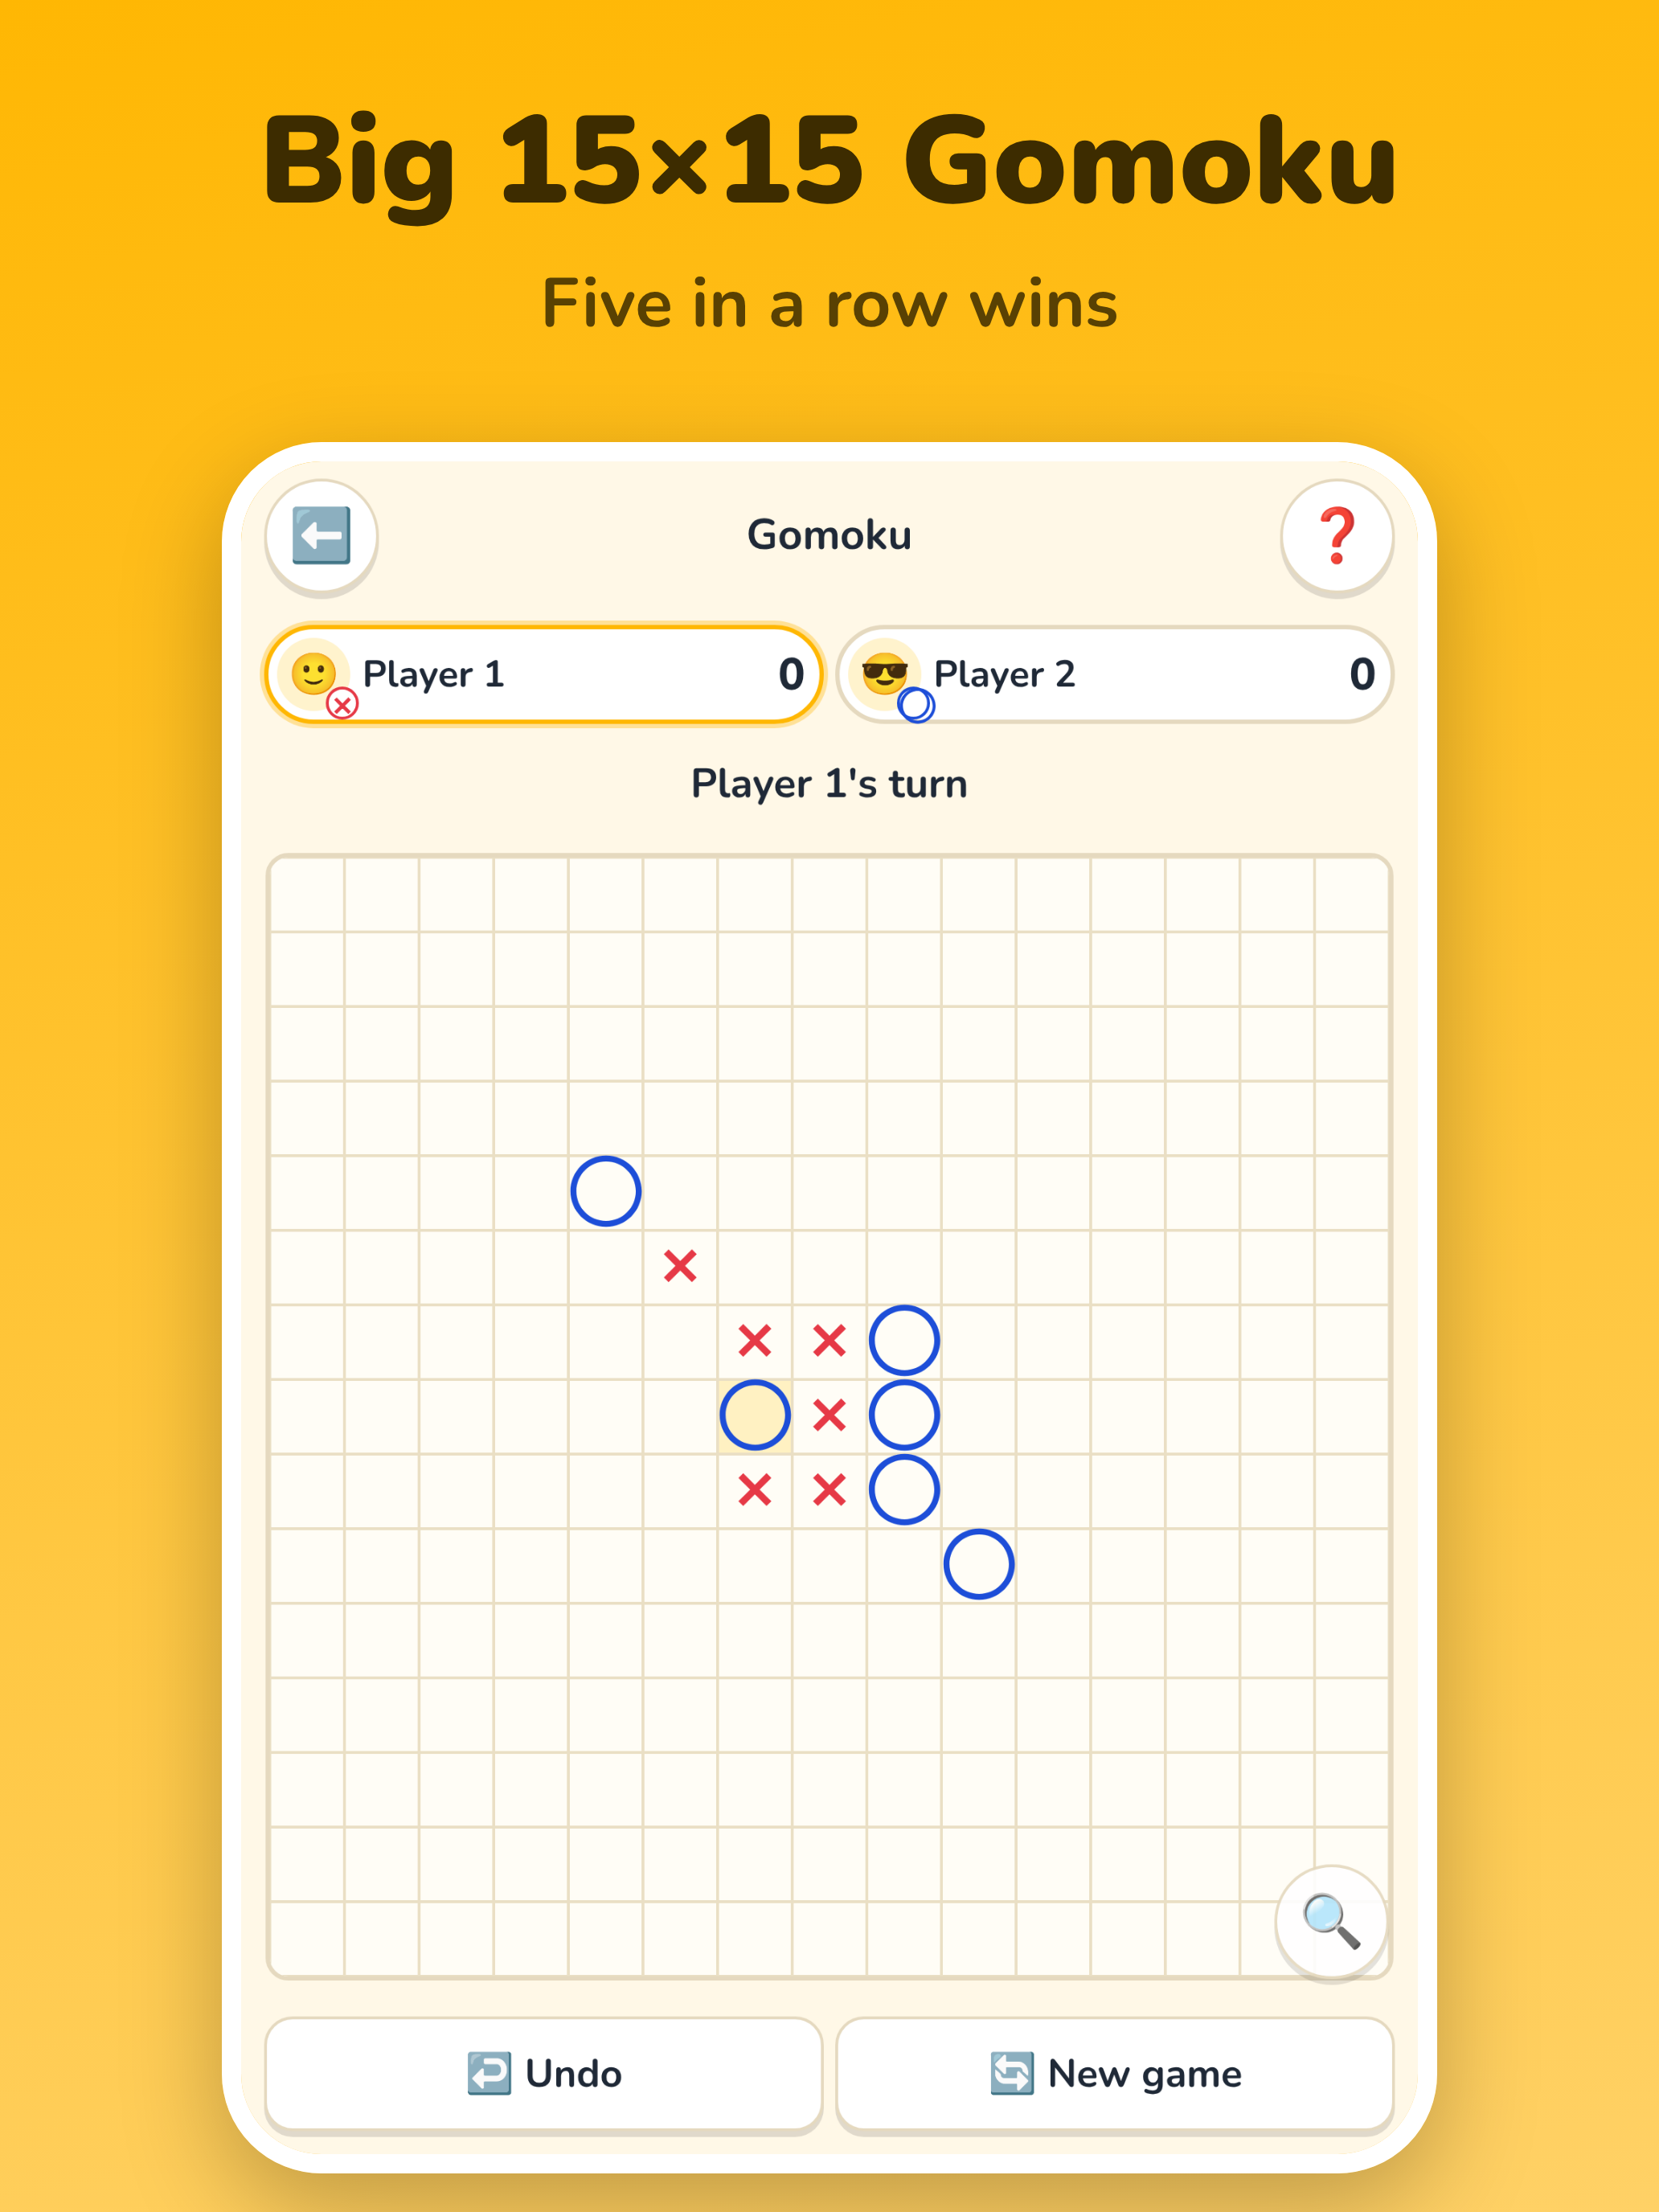 Big 15×15 Gomoku
Five in a row wins
Gomoku
Player 1 0
Player 2 0
Player 1's turn
Undo
New game